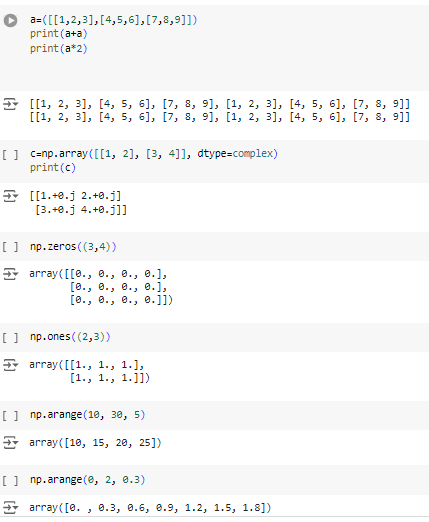 a=([[1,2,3],[4,5,6],[7,8,9]])
print(a+a)
print(a*2)
[[1, 2, 3], [4, 5, 6], [7, 8, 9], [1, 2, 3], [4, 5, 6], [7, 8, 9]]
[[1, 2, 3], [4, 5, 6], [7, 8, 9], [1, 2, 3], [4, 5, 6], [7, 8, 9]]
[ ] c=np.array([[1, 2], [3, 4]], dtype=complex)
print(c)
[[1.+0.j 2.+0.j]
 [3.+0.j 4.+0.j]]
[ ] np.zeros((3,4))
array([[0., 0., 0., 0.],
       [0., 0., 0., 0.],
       [0., 0., 0., 0.]])
[ ] np.ones((2,3))
array([[1., 1., 1.],
       [1., 1., 1.]])
[ ] np.arange(10, 30, 5)
array([10, 15, 20, 25])
[ ] np.arange(0, 2, 0.3)
array([0. , 0.3, 0.6, 0.9, 1.2, 1.5, 1.8])